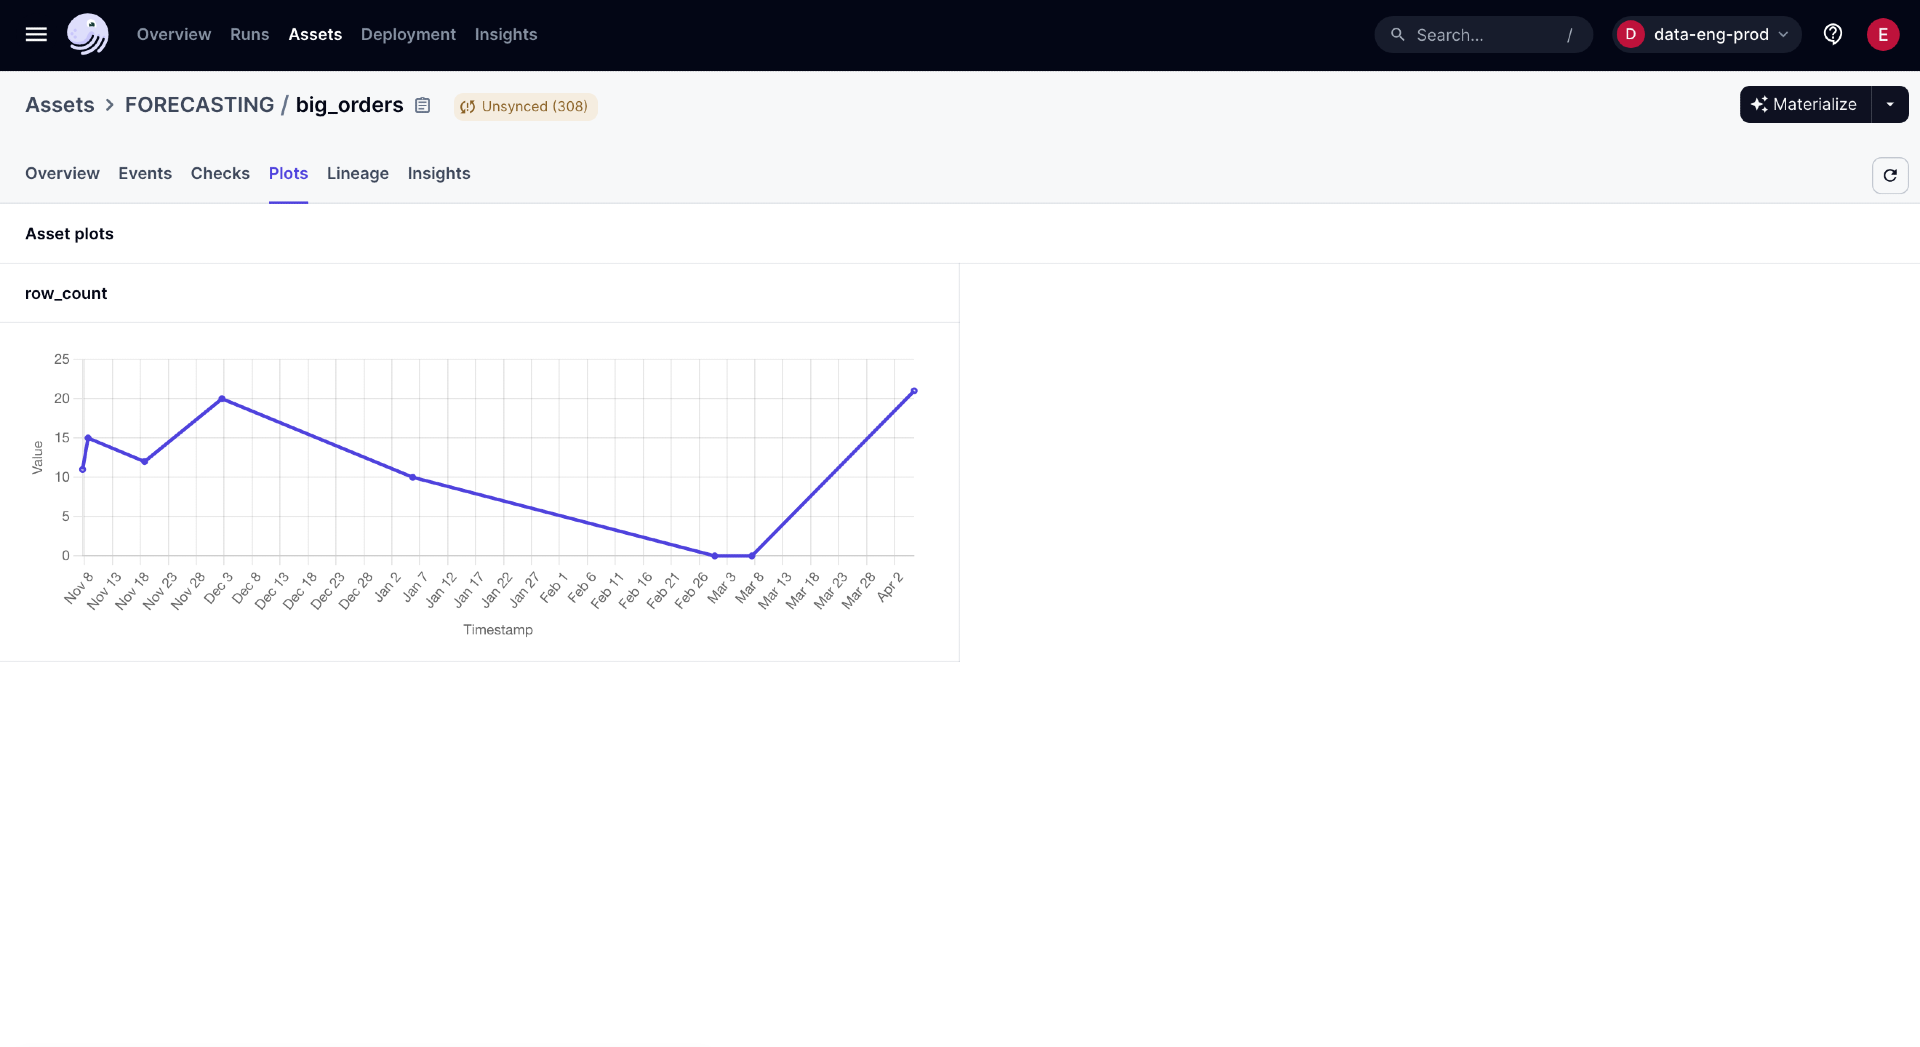 Overview Runs Assets Deployment Insights Search... / D data-eng-prod E
Assets > FORECASTING / big_orders Unsynced (308) Materialize
Overview Events Checks Plots Lineage Insights
Asset plots
row_count
25
20
15
10
5
0
Value
Nov 8 Nov 13 Nov 18 Nov 23 Nov 28 Dec 3 Dec 8 Dec 13 Dec 18 Dec 23 Dec 28 Jan 2 Jan 7 Jan 12 Jan 17 Jan 22 Jan 27 Feb 1 Feb 6 Feb 11 Feb 16 Feb 21 Feb 26 Mar 3 Mar 8 Mar 13 Mar 18 Mar 23 Mar 28 Apr 2
Timestamp